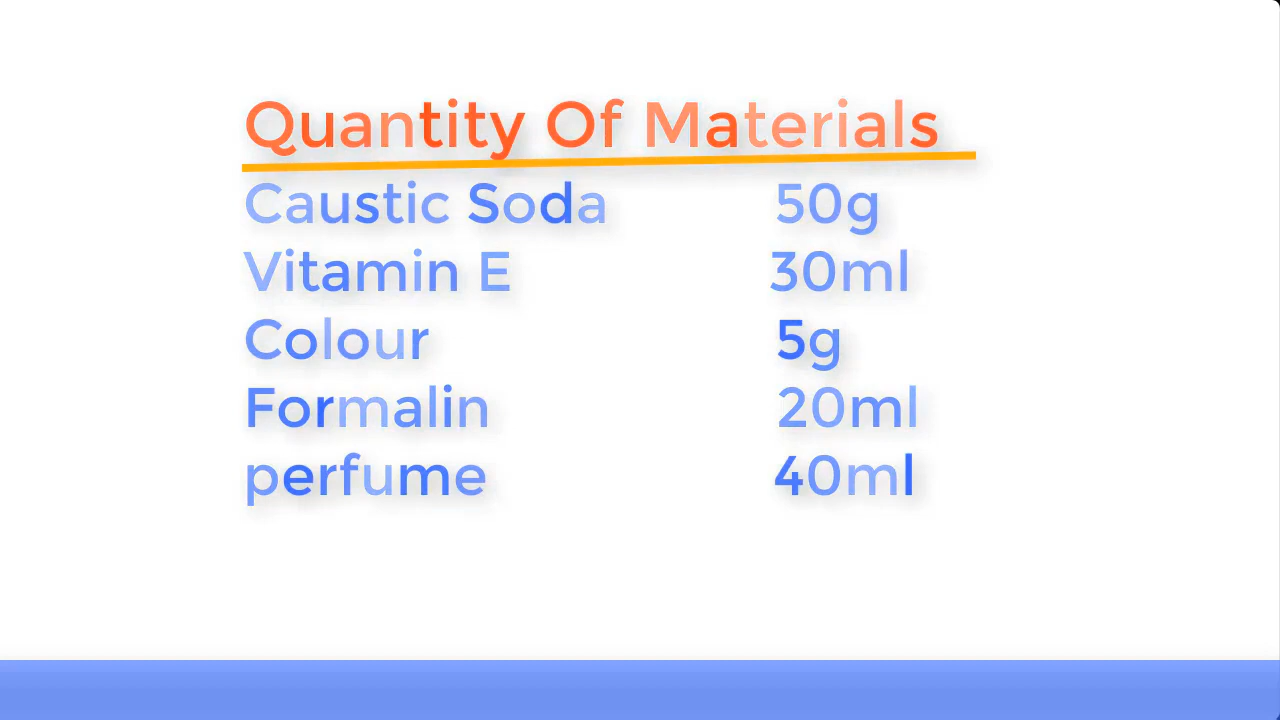 Quantity Of Materials
Caustic Soda 50g
Vitamin E 30ml
Colour 5g
Formalin 20ml
perfume 40ml